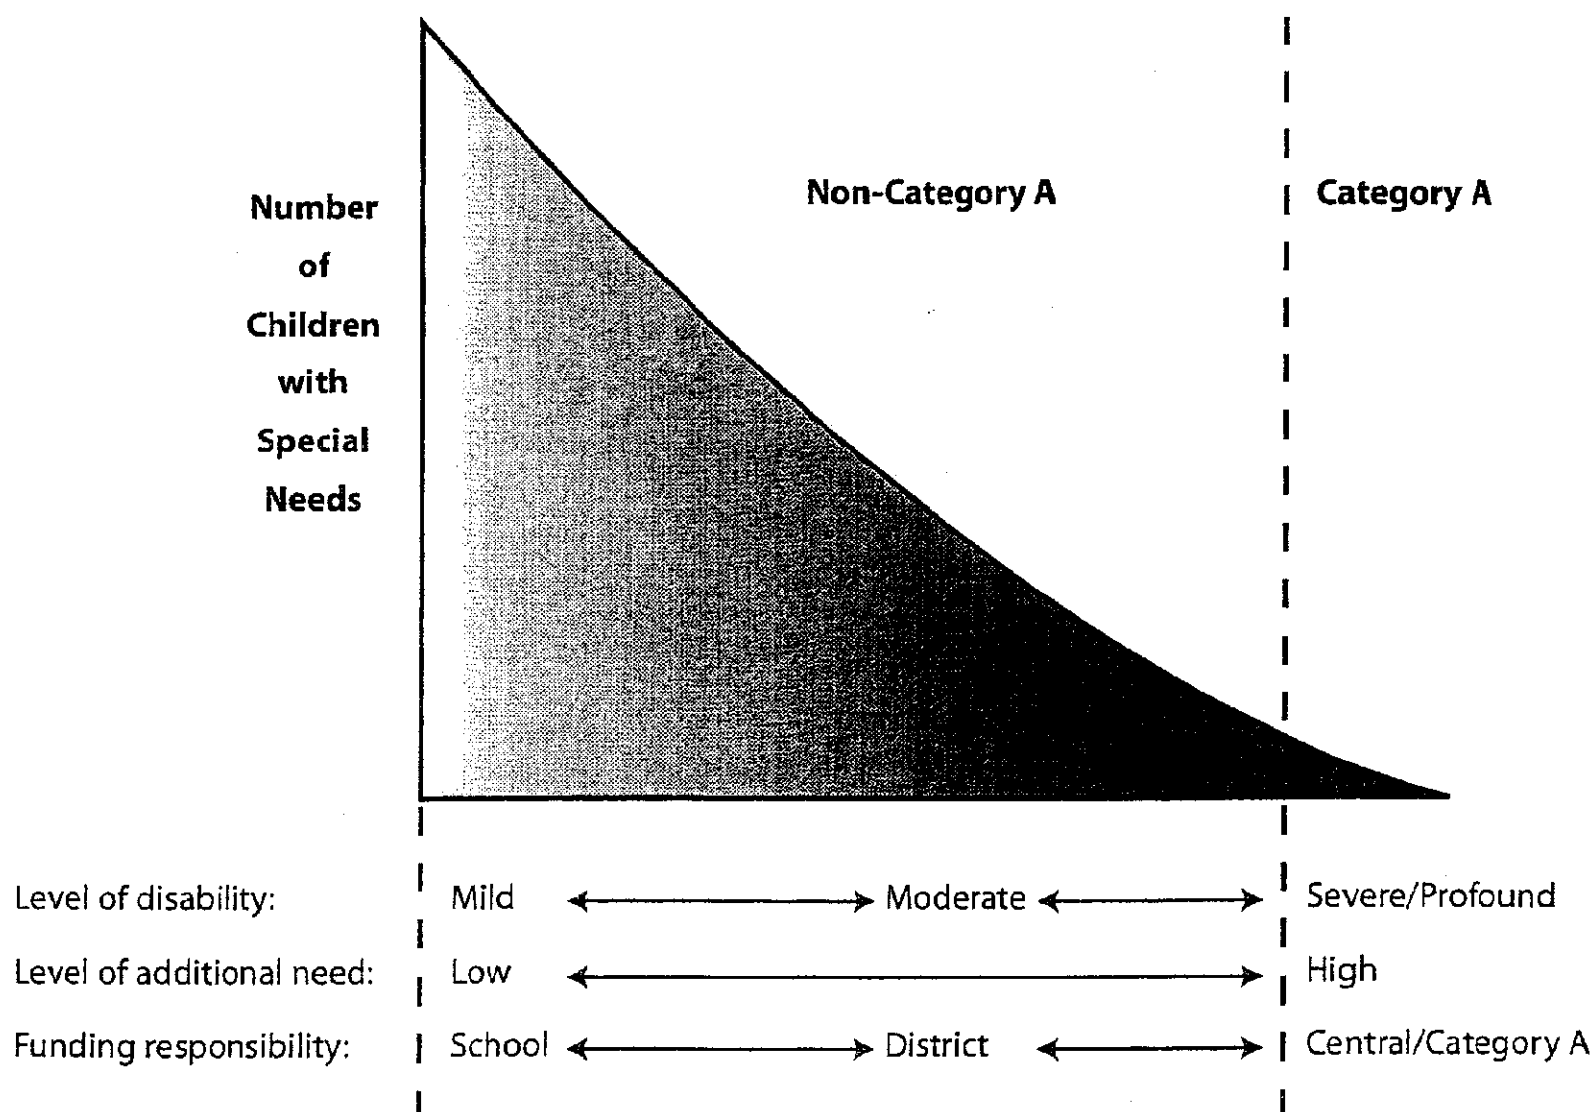 Non-Category A
Category A
Number
of
Children
with
Special
Needs
Level of disability: Mild Moderate Severe/Profound
Level of additional need: Low High
Funding responsibility: School District Central/Category A